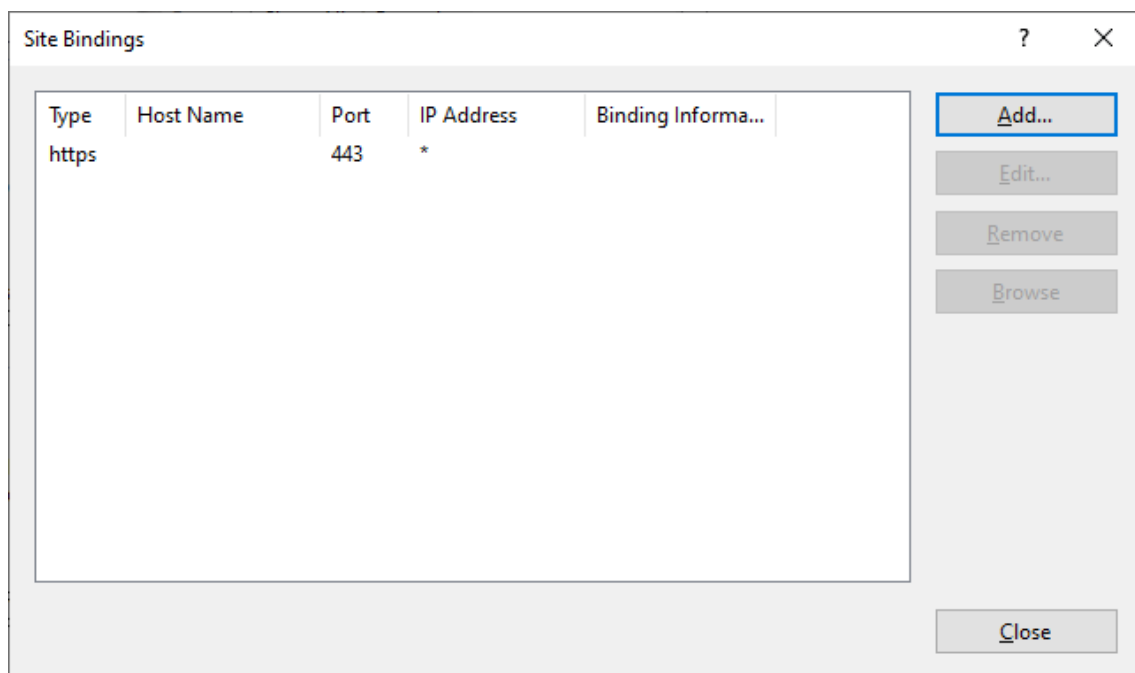 Site Bindings ?
Type Host Name Port IP Address Binding Informa...
https 443 *
Add...
Edit...
Remove
Browse
Close